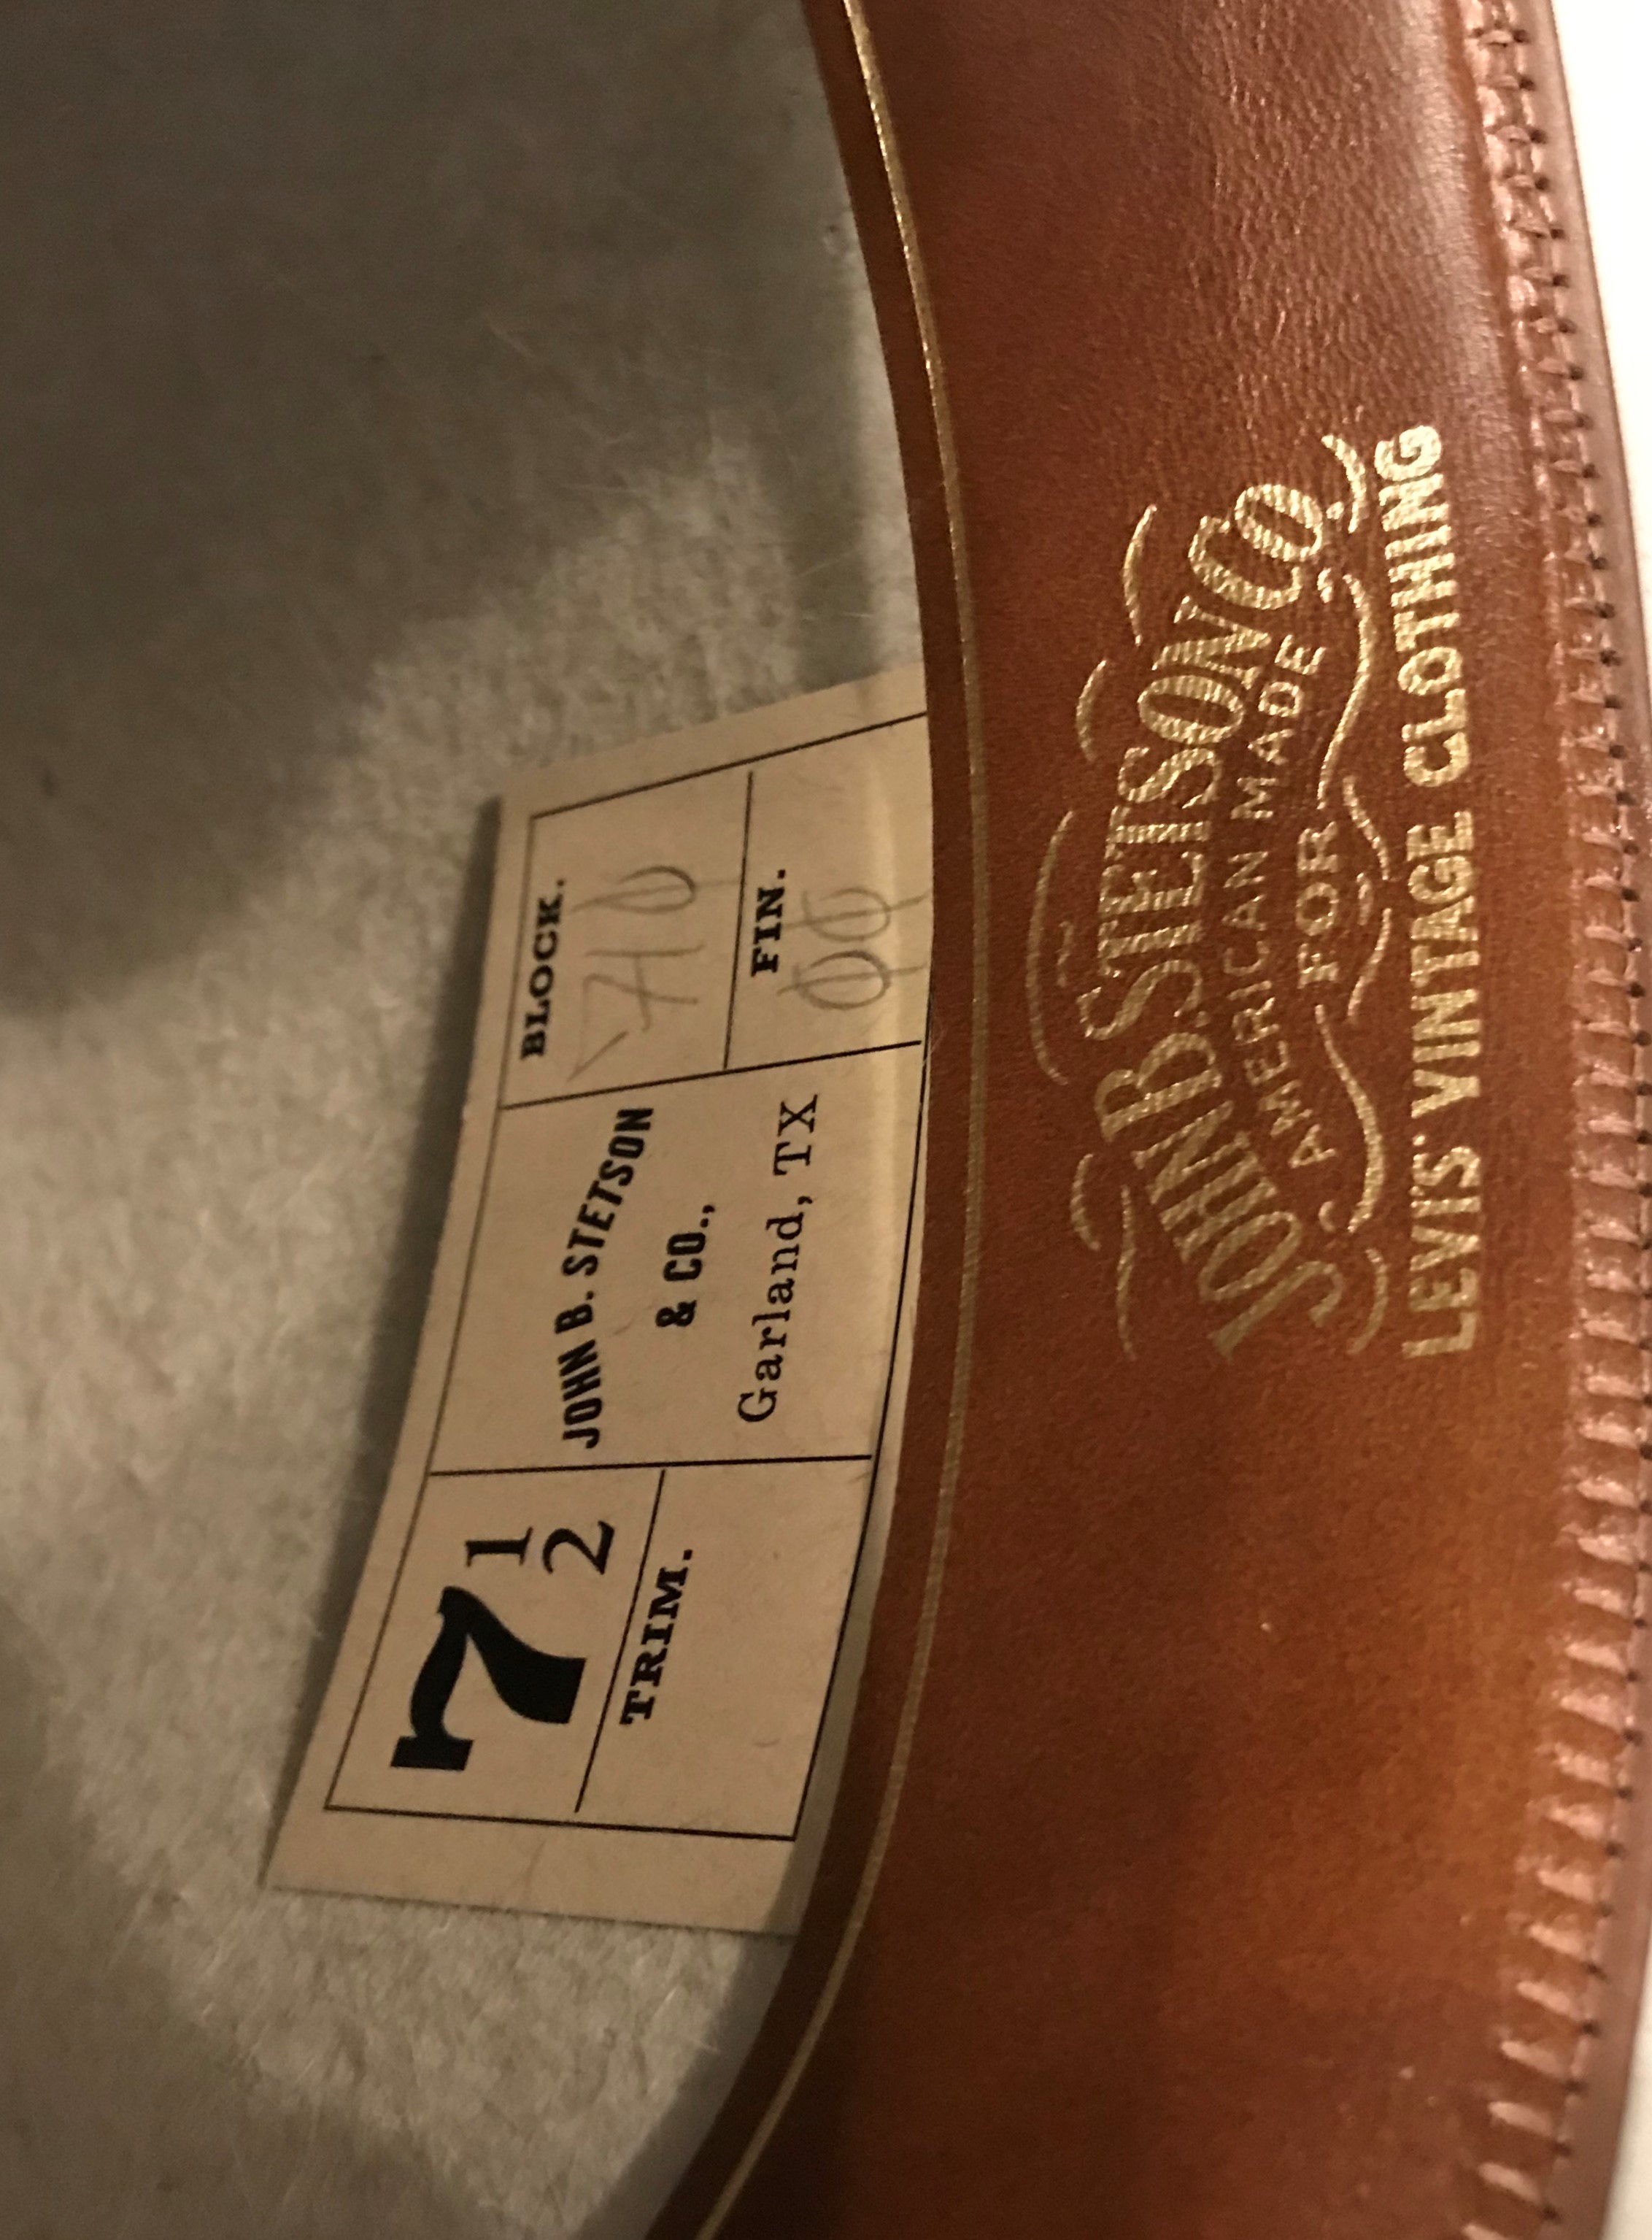 7 1/2
TRIM.
JOHN B. STETSON
& CO.,
Garland, TX
BLOCK.
710
FIN.
JOHN B. STETSON CO.
AMERICAN MADE
FOR
LEVI'S VINTAGE CLOTHING